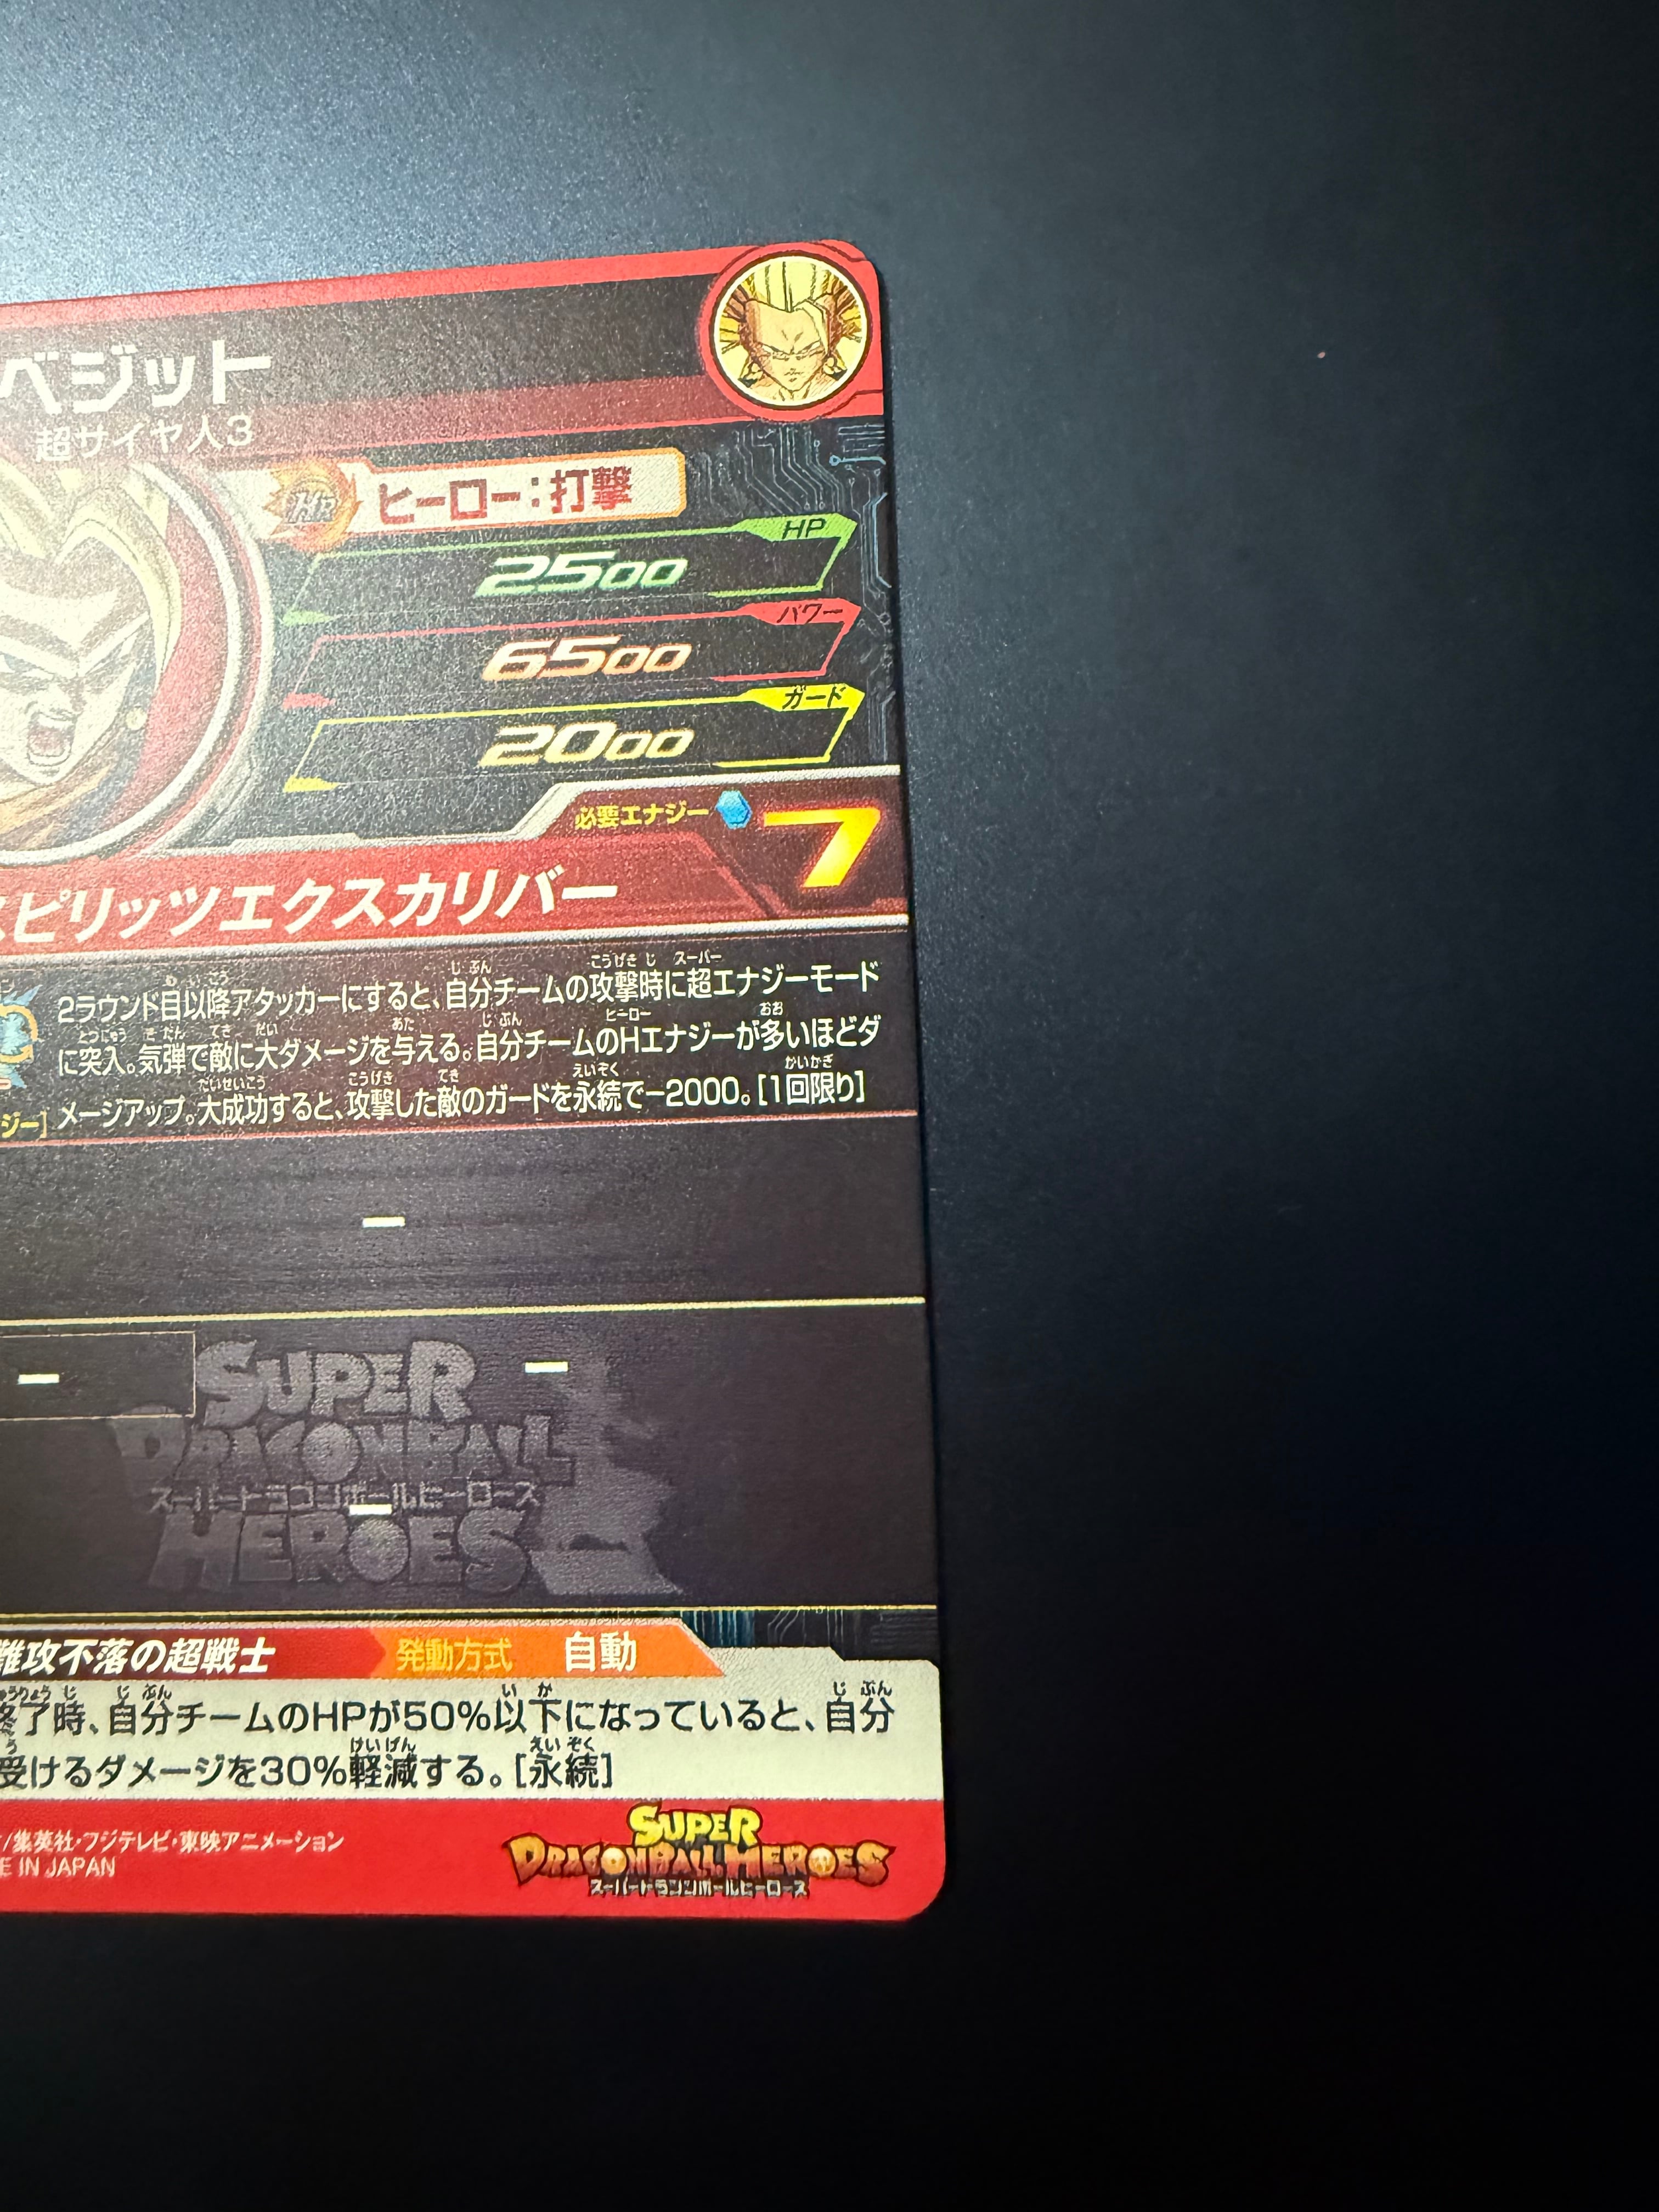 ベジット
超サイヤ人3
HR
ヒーロー:打撃
HP
2500
パワー
6500
ガード
2000
必要エナジー 7
スピリッツエクスカリバー
2ラウンド目以降アタッカーにすると、自分チームの攻撃時に超エナジーモード
に突入。気弾で敵に大ダメージを与える。自分チームのHエナジーが多いほどダ
メージアップ。大成功すると、攻撃した敵のガードを永続で−2000。[1回限り]
ジー]
ー
ー ー
SUPER
DRAGONBALL
スーパードラゴンボールヒーローズ
HEROES
ー
難攻不落の超戦士 発動方式 自動
終了時、自分チームのHPが50%以下になっていると、自分
受けるダメージを30%軽減する。[永続]
/集英社・フジテレビ・東映アニメーション
E IN JAPAN
SUPER
DRAGONBALL HEROES
スーパードラゴンボールヒーローズ